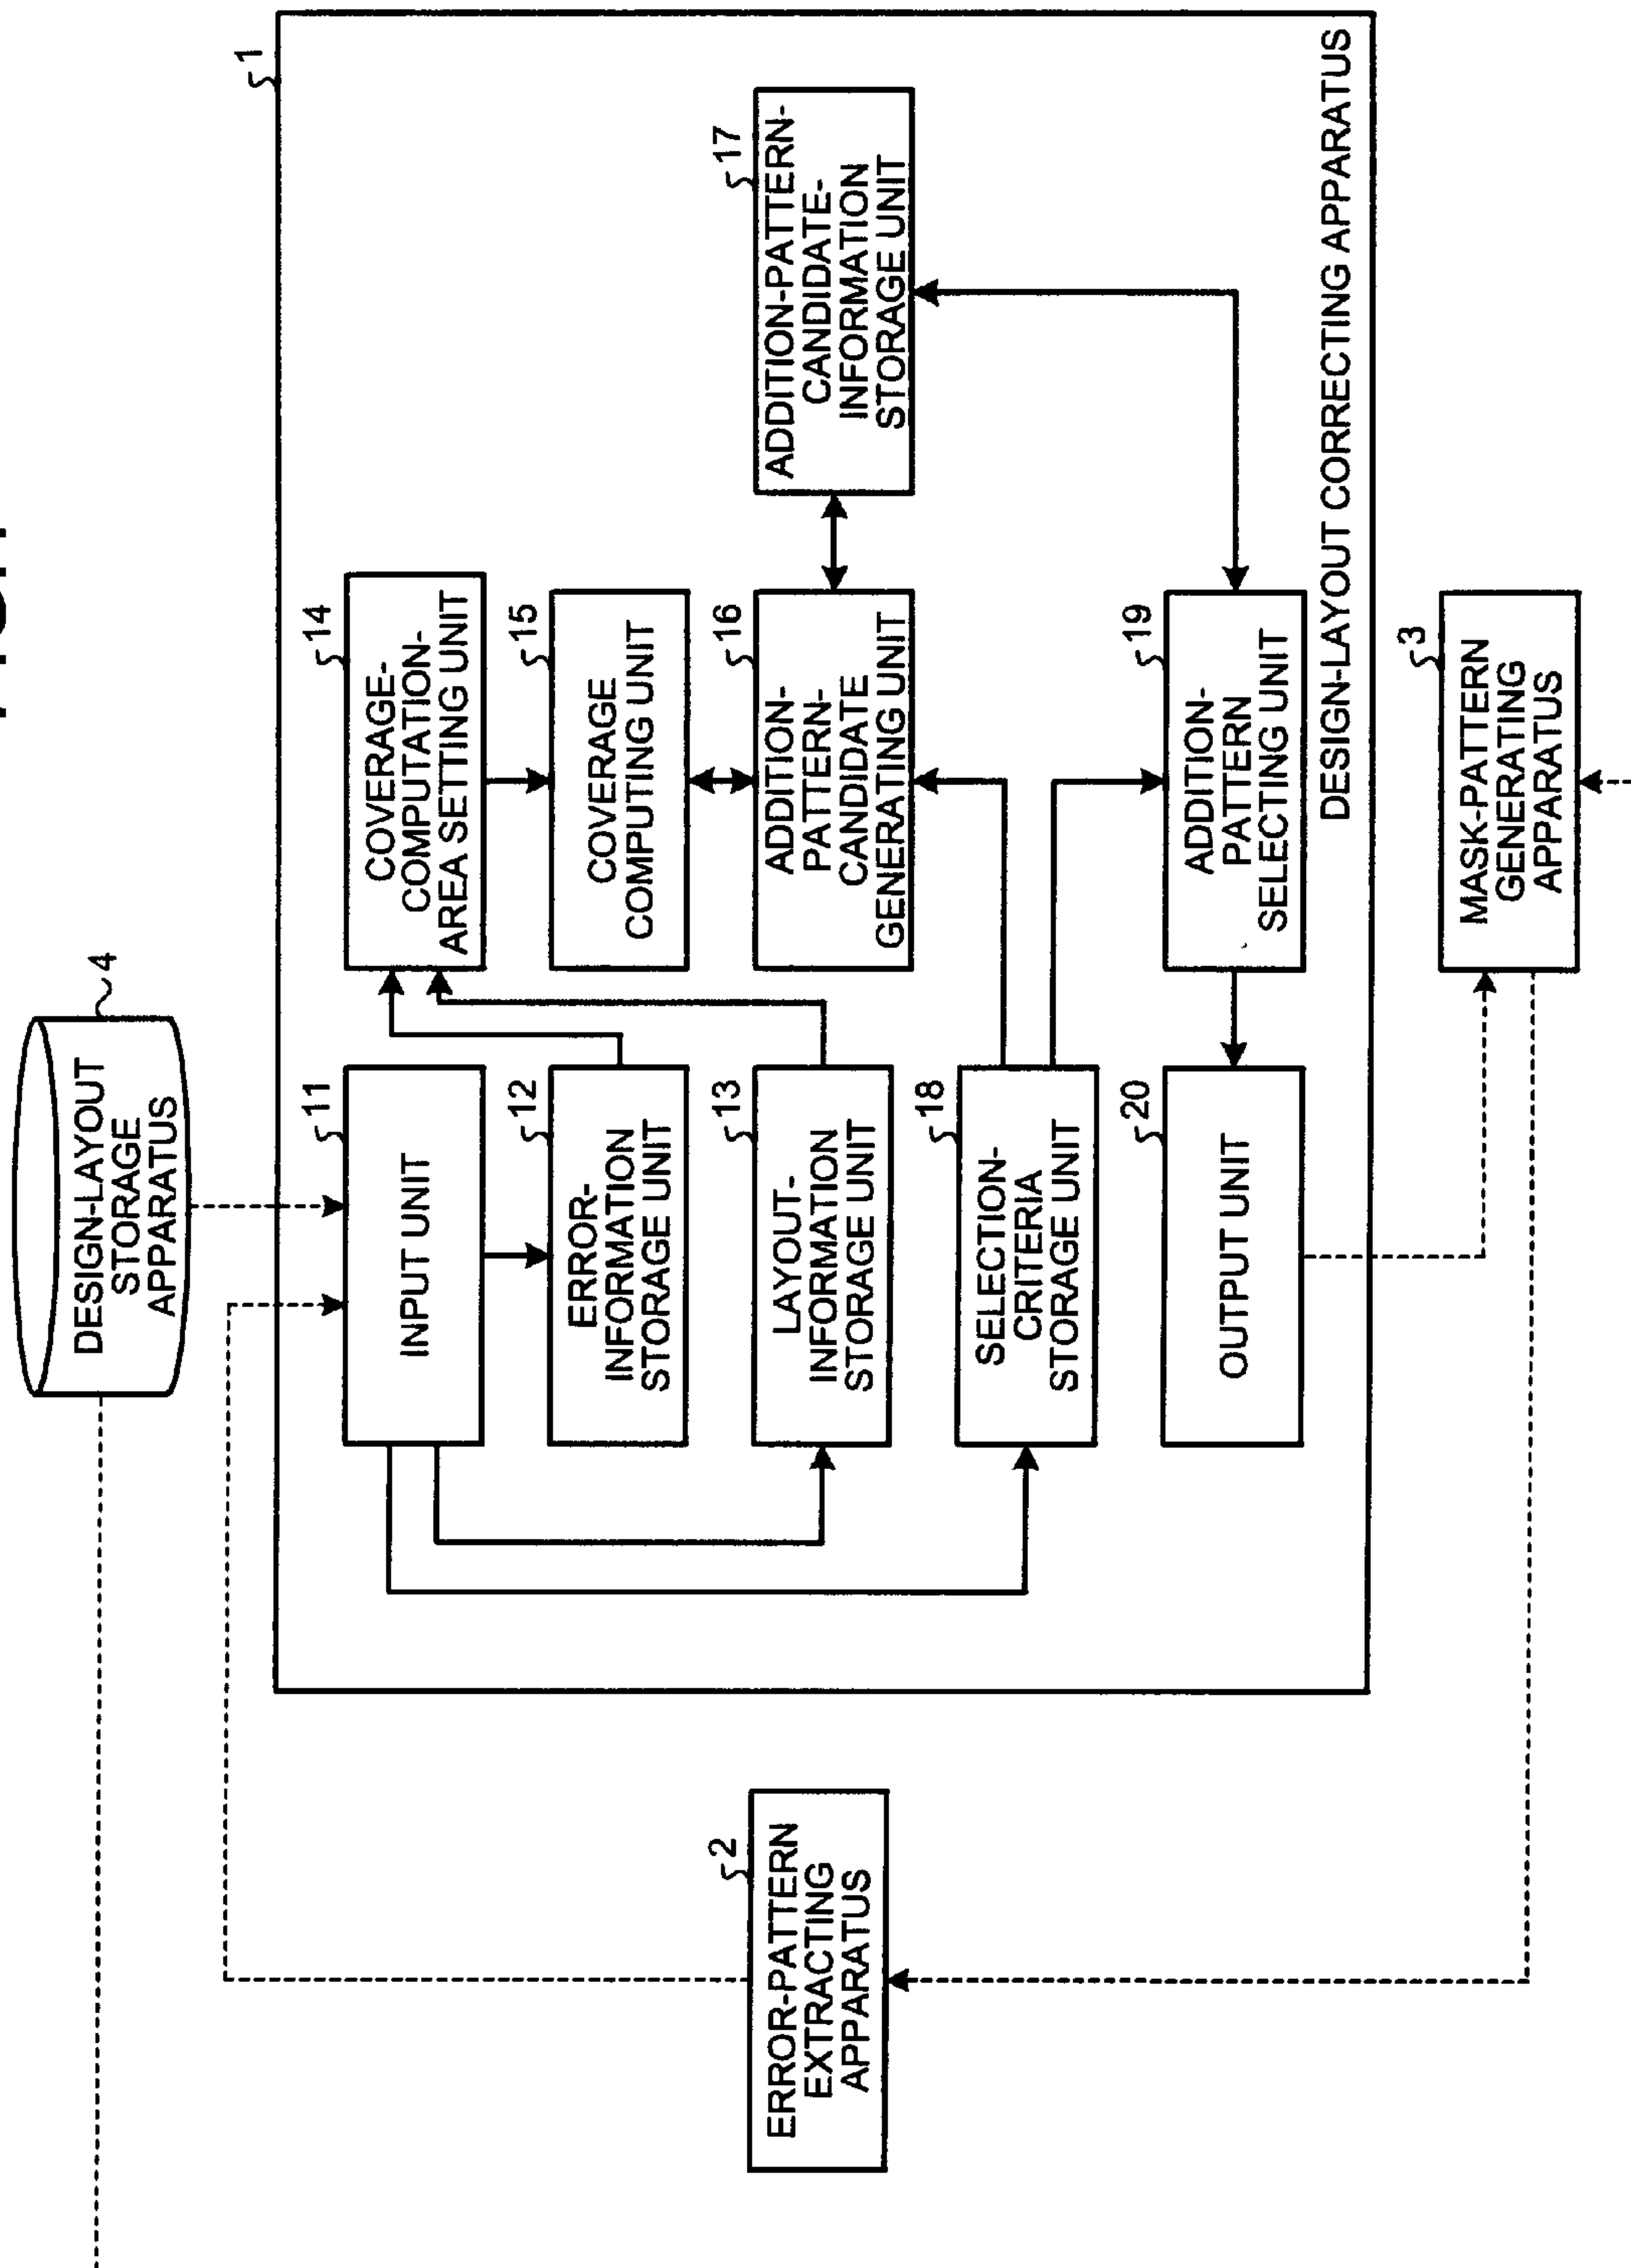 4
DESIGN-LAYOUT
STORAGE
APPARATUS
1
11
INPUT UNIT
14
COVERAGE-
COMPUTATION-
AREA SETTING UNIT
12
ERROR-
INFORMATION
STORAGE UNIT
15
COVERAGE
COMPUTING UNIT
2
ERROR-PATTERN
EXTRACTING
APPARATUS
13
LAYOUT-
INFORMATION
STORAGE UNIT
16
ADDITION-
PATTERN-
CANDIDATE
GENERATING UNIT
17
ADDITION-PATTERN-
CANDIDATE-
INFORMATION
STORAGE UNIT
18
SELECTION-
CRITERIA
STORAGE UNIT
20
OUTPUT UNIT
19
ADDITION-
PATTERN
SELECTING UNIT
DESIGN-LAYOUT CORRECTING APPARATUS
3
MASK-PATTERN
GENERATING
APPARATUS